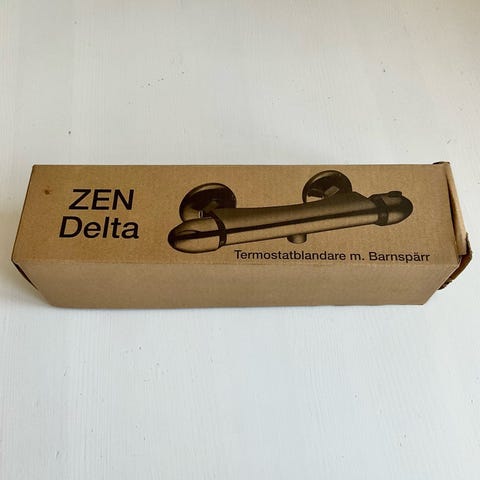 ZEN
Delta
Termostatblandare m. Barnspärr